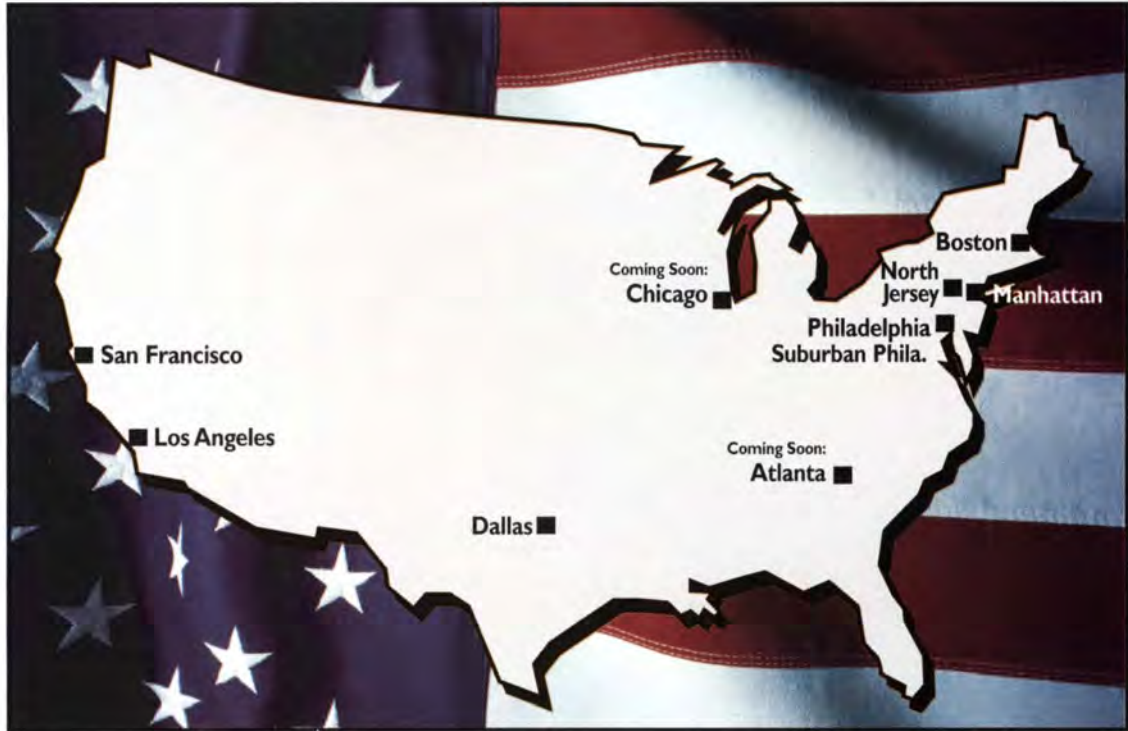 Boston
North
Jersey
Manhattan
Coming Soon:
Chicago
Philadelphia
Suburban Phila.
San Francisco
Los Angeles
Coming Soon:
Atlanta
Dallas